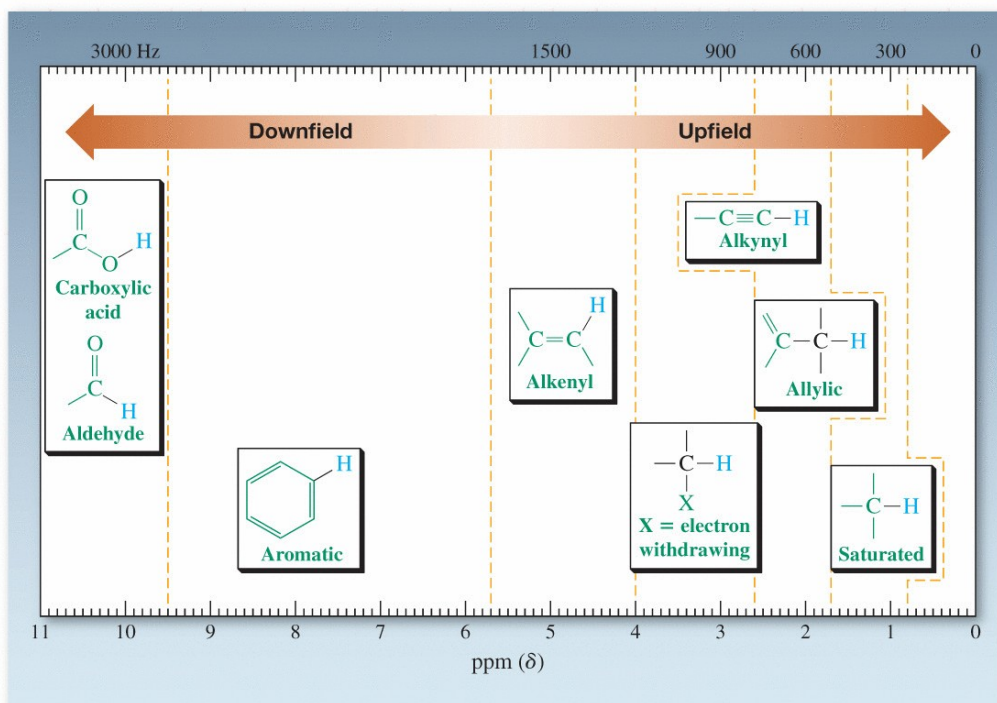 3000 Hz 1500 900 600 300 0
Downfield Upfield
O
C
O
H
Carboxylic
acid
O
C
H
Aldehyde
H
Aromatic
H
C=C
Alkenyl
—C≡C—H
Alkynyl
C—C—H
Allylic
—C—H
X
X = electron
withdrawing
—C—H
Saturated
11 10 9 8 7 6 5 4 3 2 1 0
ppm (δ)